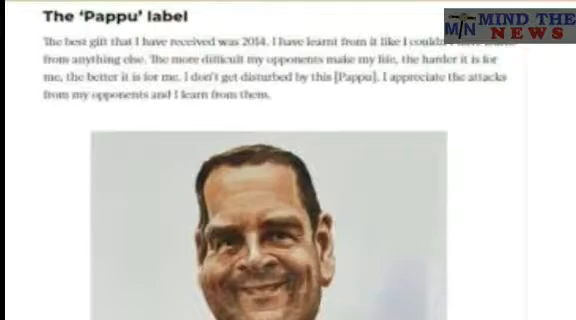 The ‘Pappu’ label
MIND THE
MN
NEWS
The best gift that I have received was 2014. I have learnt from it like I
from anything else. The more difficult my opponents make my life, the harder it is for
me, the better it is for me. I don't get disturbed by this [Pappu]. I appreciate the attacks
from my opponents and I learn from them.